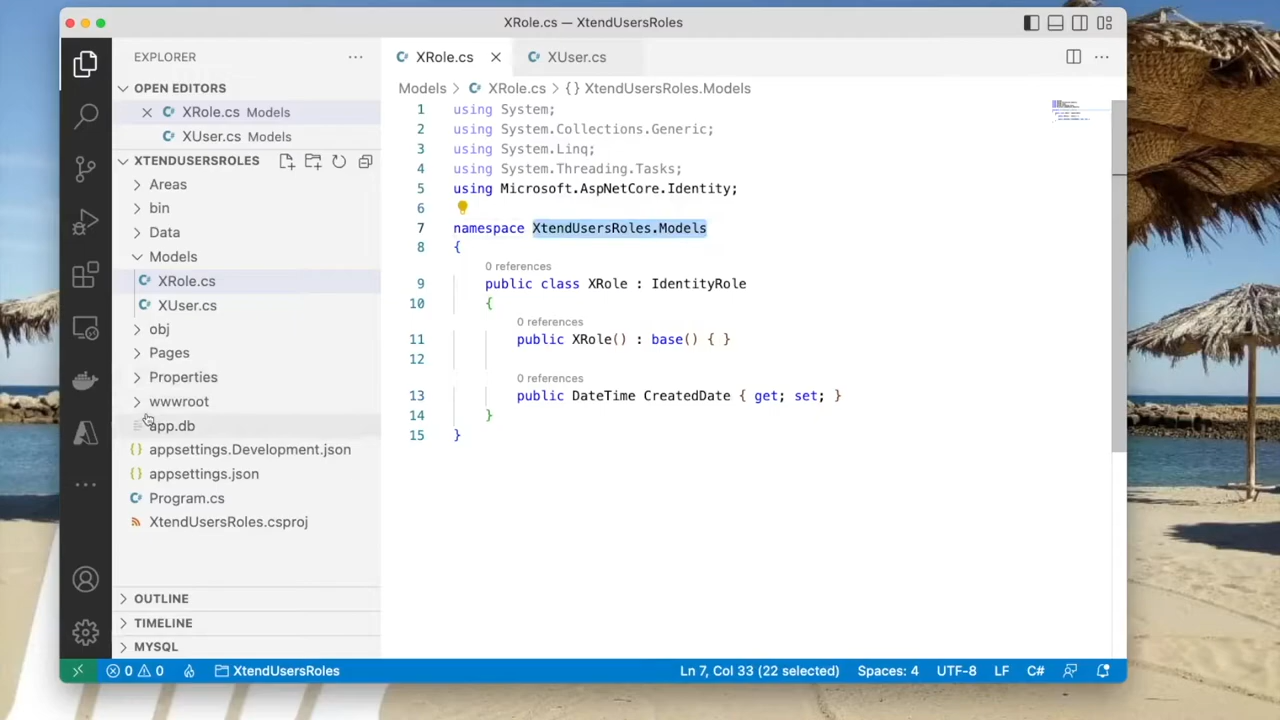 XRole.cs — XtendUsersRoles
EXPLORER
OPEN EDITORS
XRole.cs Models
XUser.cs Models
XTENDUSERSROLES
Areas
bin
Data
Models
XRole.cs
XUser.cs
obj
Pages
Properties
wwwroot
app.db
appsettings.Development.json
appsettings.json
Program.cs
XtendUsersRoles.csproj
OUTLINE
TIMELINE
MYSQL
XRole.cs
XUser.cs
Models > XRole.cs > {} XtendUsersRoles.Models
1 using System;
2 using System.Collections.Generic;
3 using System.Linq;
4 using System.Threading.Tasks;
5 using Microsoft.AspNetCore.Identity;
6
7 namespace XtendUsersRoles.Models
8 {
0 references
9 public class XRole : IdentityRole
10 {
0 references
11 public XRole() : base() { }
12
0 references
13 public DateTime CreatedDate { get; set; }
14 }
15 }
0 0 XtendUsersRoles Ln 7, Col 33 (22 selected) Spaces: 4 UTF-8 LF C#